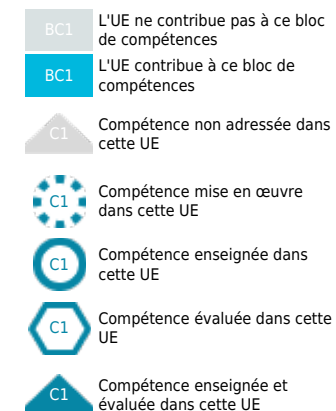 BC1
L'UE ne contribue pas à ce bloc
de compétences
BC1
L'UE contribue à ce bloc de
compétences
C1
Compétence non adressée dans
cette UE
C1
Compétence mise en œuvre
dans cette UE
C1
Compétence enseignée dans
cette UE
C1
Compétence évaluée dans cette
UE
C1
Compétence enseignée et
évaluée dans cette UE